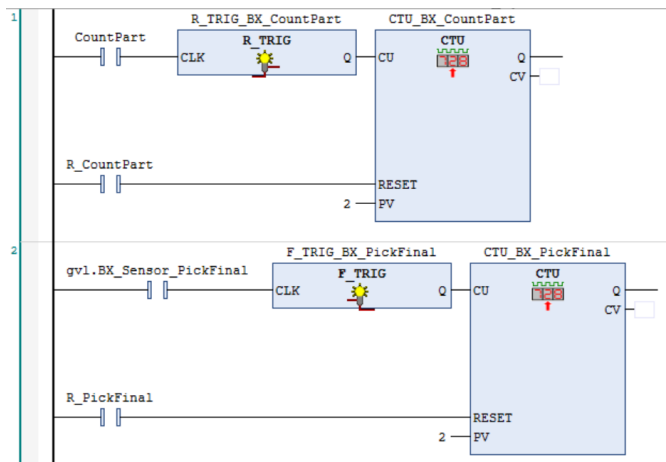 1
R_TRIG_BX_CountPart CTU_BX_CountPart
CountPart R_TRIG CTU
CLK Q CU Q
CV
R_CountPart
RESET
2 PV
2
F_TRIG_BX_PickFinal CTU_BX_PickFinal
gvl.BX_Sensor_PickFinal F_TRIG CTU
CLK Q CU Q
CV
R_PickFinal
RESET
2 PV